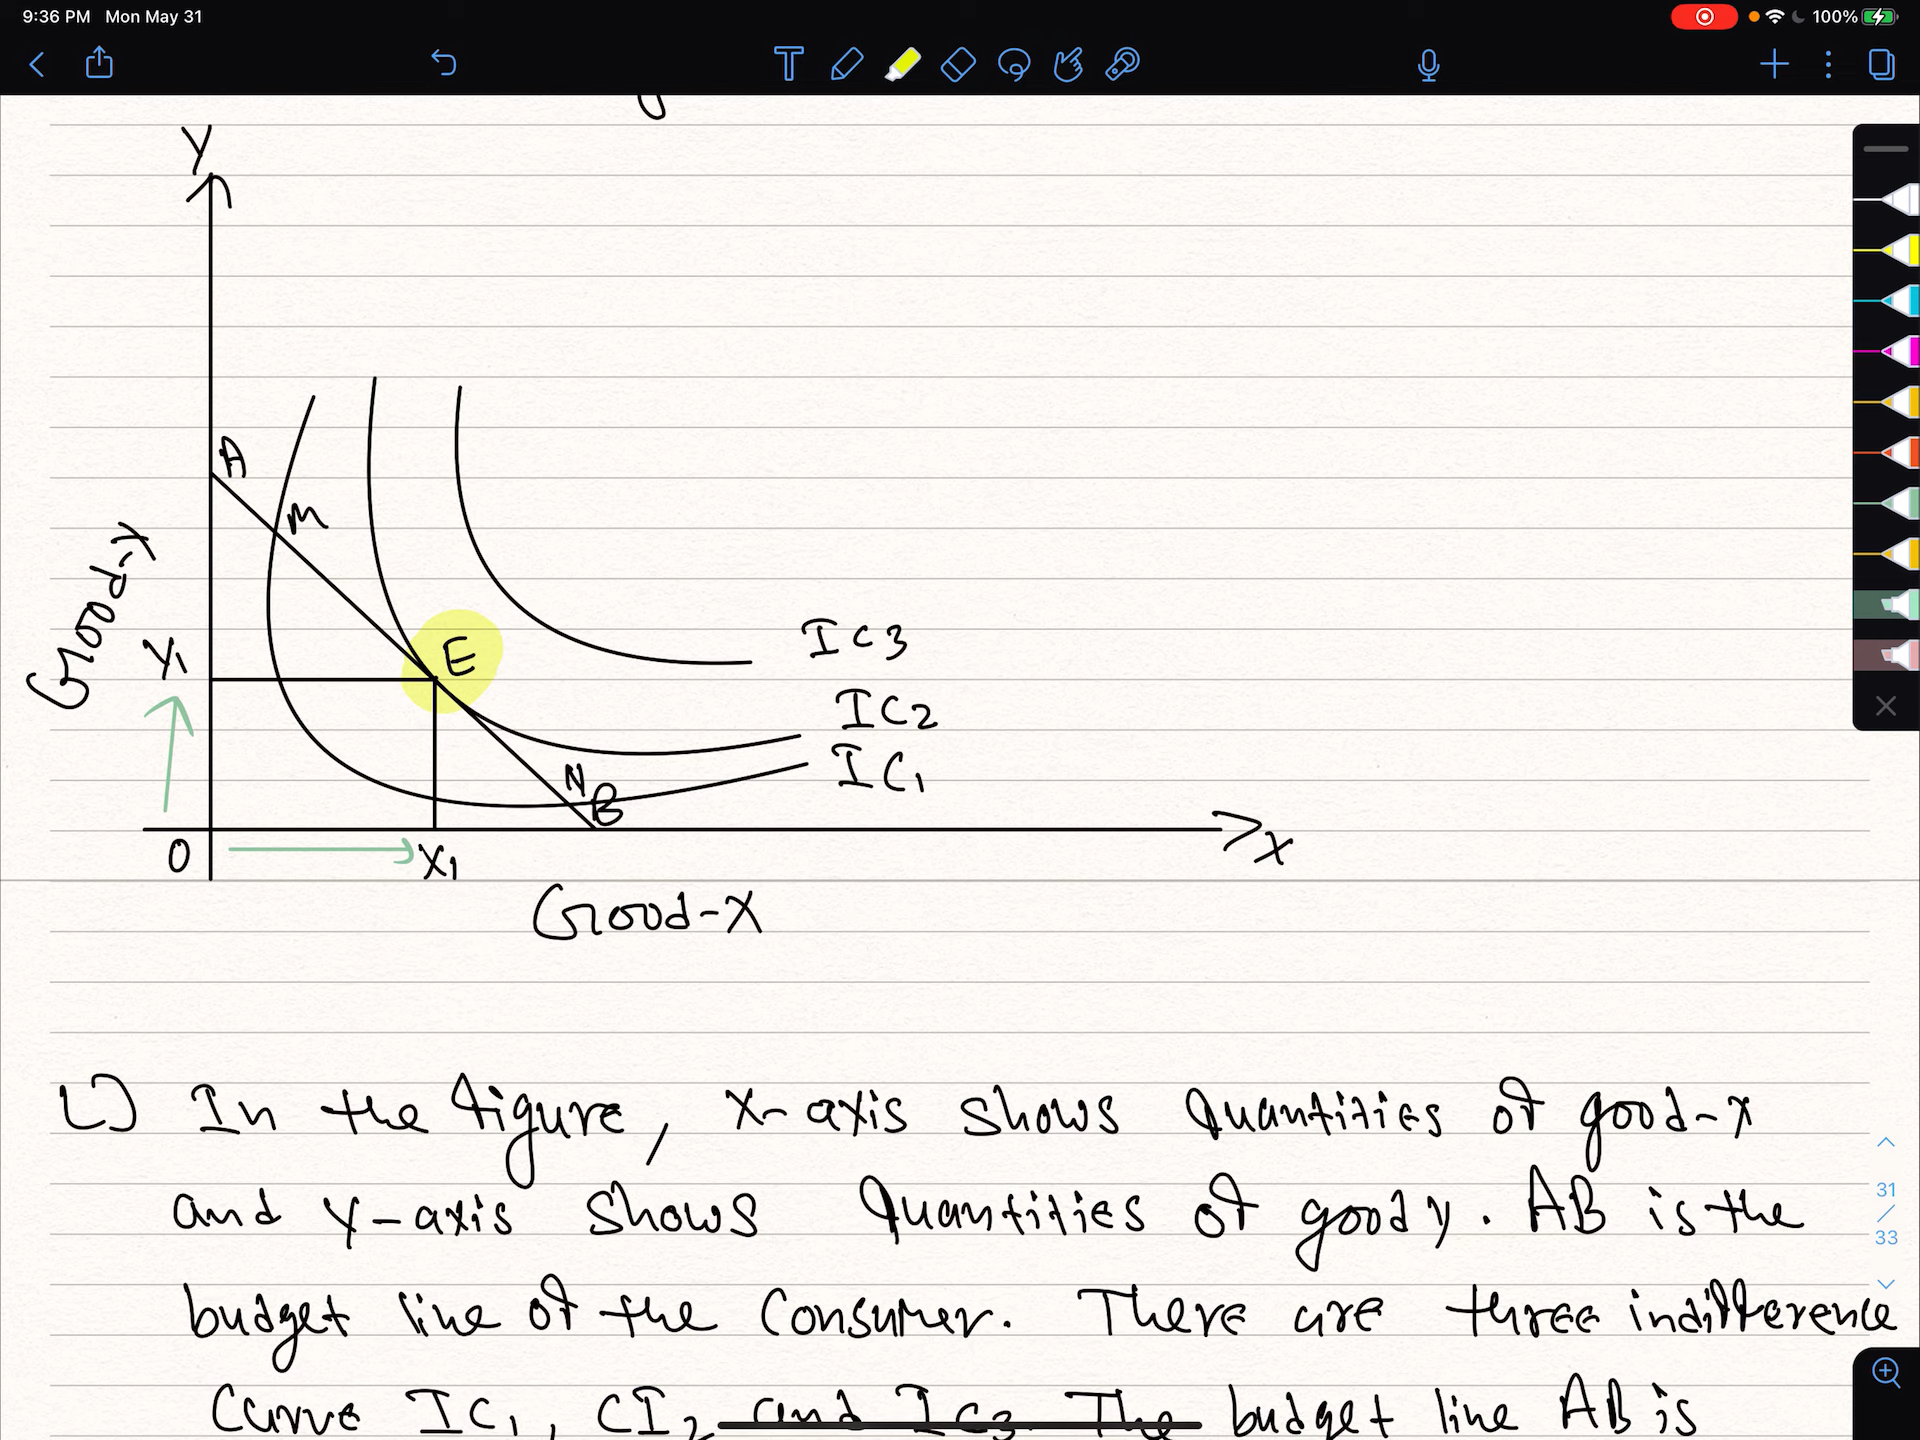 9:36 PM Mon May 31
100%
Y
A
M
Good-Y
E
Y1
IC3
IC2
IC1
N
B
O
X1
X
Good-X
In the figure, X-axis shows Quantities of good-x
and Y-axis shows Quantities of good y. AB is the
budget line of the Consumer. There are three indifference
Curve IC1, CI2 and IC3. The budget line AB is
31
/
33